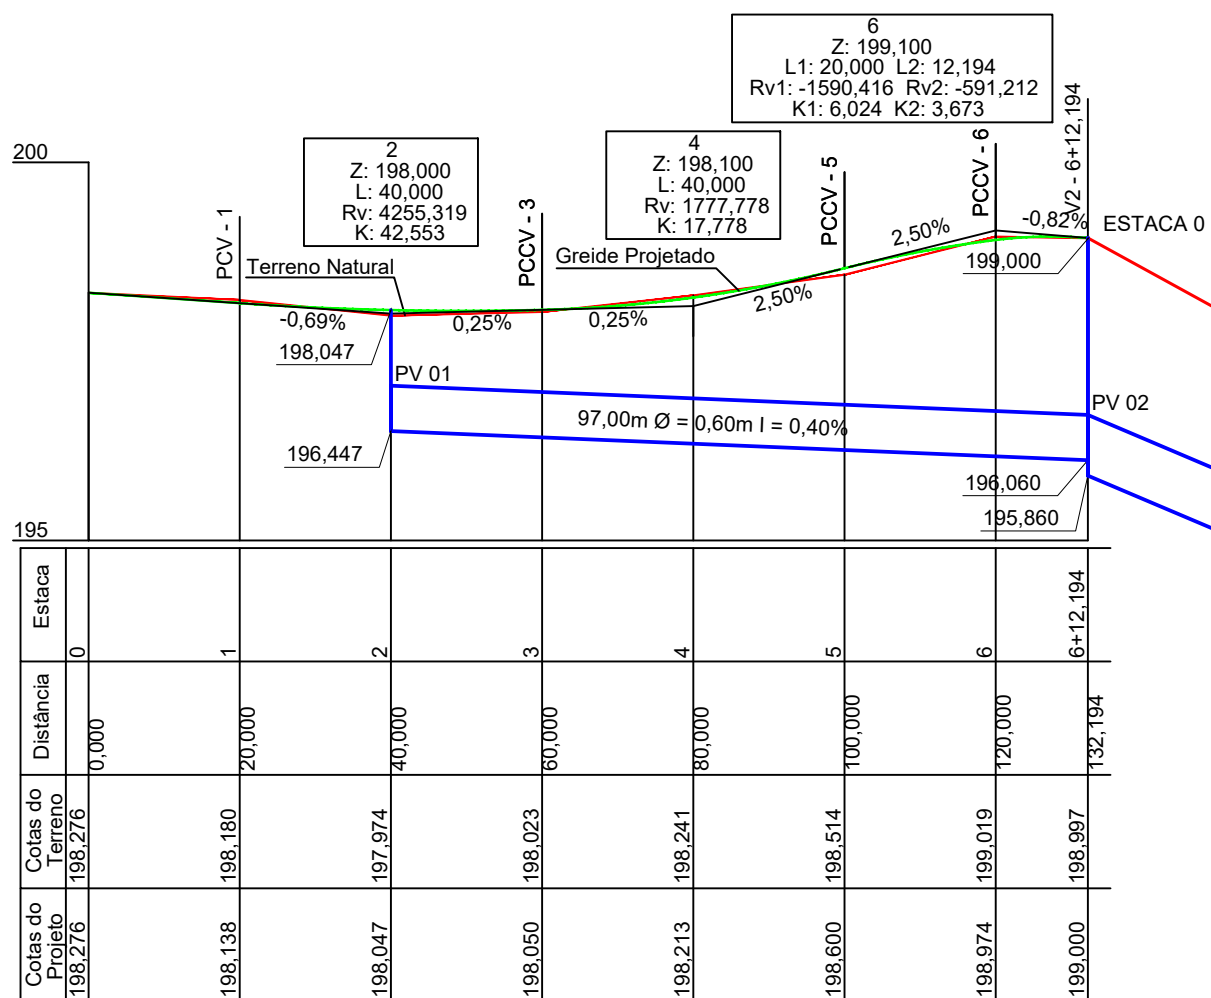 6
Z: 199,100
L1: 20,000 L2: 12,194
Rv1: -1590,416 Rv2: -591,212
K1: 6,024 K2: 3,673
2
Z: 198,000
L: 40,000
Rv: 4255,319
K: 42,553
4
Z: 198,100
L: 40,000
Rv: 1777,778
K: 17,778
200
PCV - 1
PCCV - 3
PCCV - 5
PCCV - 6
V2 - 6+12,194
Terreno Natural
Greide Projetado
-0,69%
0,25%
0,25%
2,50%
2,50%
-0,82%
ESTACA 0
199,000
198,047
PV 01
PV 02
97,00m Ø = 0,60m I = 0,40%
196,447
196,060
195,860
195
Estaca
0
1
2
3
4
5
6
6+12,194
Distância
0,000
20,000
40,000
60,000
80,000
100,000
120,000
132,194
Cotas do
Terreno
198,276
198,180
197,974
198,023
198,241
198,514
199,019
198,997
Cotas do
Projeto
198,276
198,138
198,047
198,050
198,213
198,600
198,974
199,000